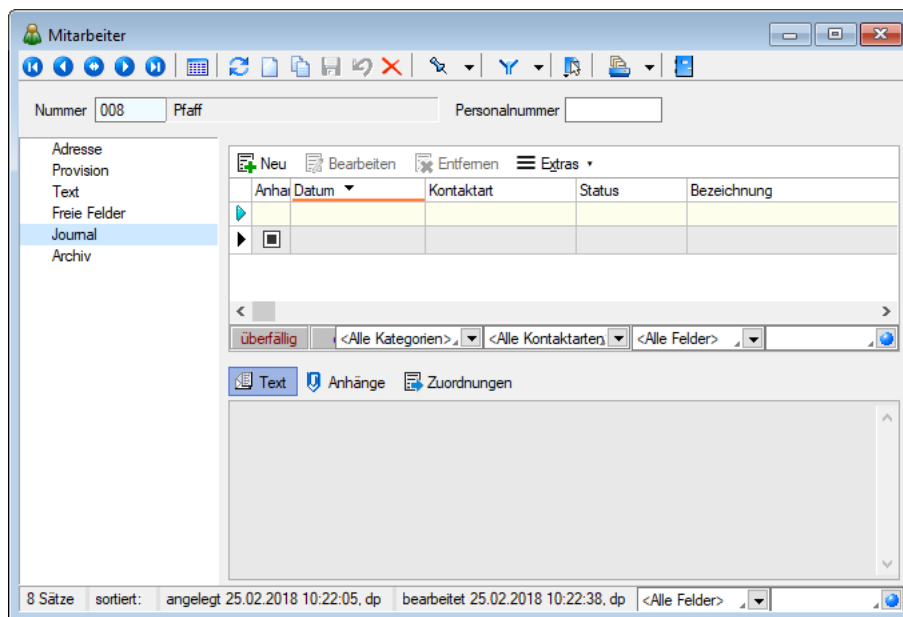 Mitarbeiter
Nummer 008 Pfaff Personalnummer
Adresse
Provision
Text
Freie Felder
Journal
Archiv
Neu Bearbeiten Entfernen Extras
Anhan Datum Kontaktart Status Bezeichnung
überfällig <Alle Kategorien> <Alle Kontaktarten <Alle Felder>
Text Anhänge Zuordnungen
8 Sätze sortiert: angelegt 25.02.2018 10:22:05, dp bearbeitet 25.02.2018 10:22:38, dp <Alle Felder>